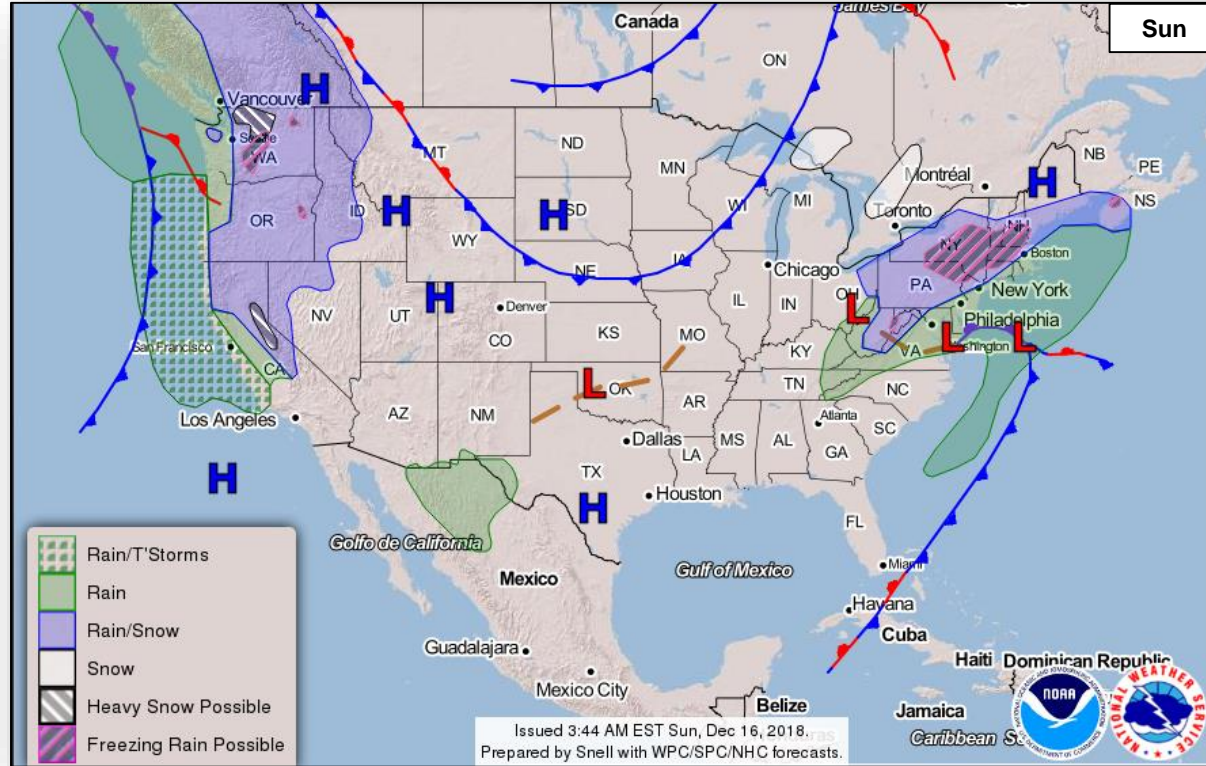 James Bay
Canada
Sun
ON
Vancouver
WA
MT
ND
MN
Montréal
NB
PE
NS
OR
ID
SD
WI
MI
Toronto
NY
NH
Boston
WY
NE
IA
Chicago
PA
New York
NV
UT
Denver
CO
IL
IN
OH
Philadelphia
San Francisco
CA
KS
MO
KY
VA
Washington
Los Angeles
AZ
NM
OK
AR
TN
NC
Atlanta
SC
Dallas
MS
AL
GA
LA
TX
Houston
FL
H
H
H
H
H
H
H
L
L
L
L
Golfo de California
Gulf of Mexico
Miami
Mexico
Havana
Cuba
Guadalajara
Mexico City
Haiti
Dominican Republic
Belize
Jamaica
Caribbean
Rain/T'Storms
Rain
Rain/Snow
Snow
Heavy Snow Possible
Freezing Rain Possible
Issued 3:44 AM EST Sun, Dec 16, 2018.
Prepared by Snell with WPC/SPC/NHC forecasts.
NOAA
NATIONAL WEATHER SERVICE